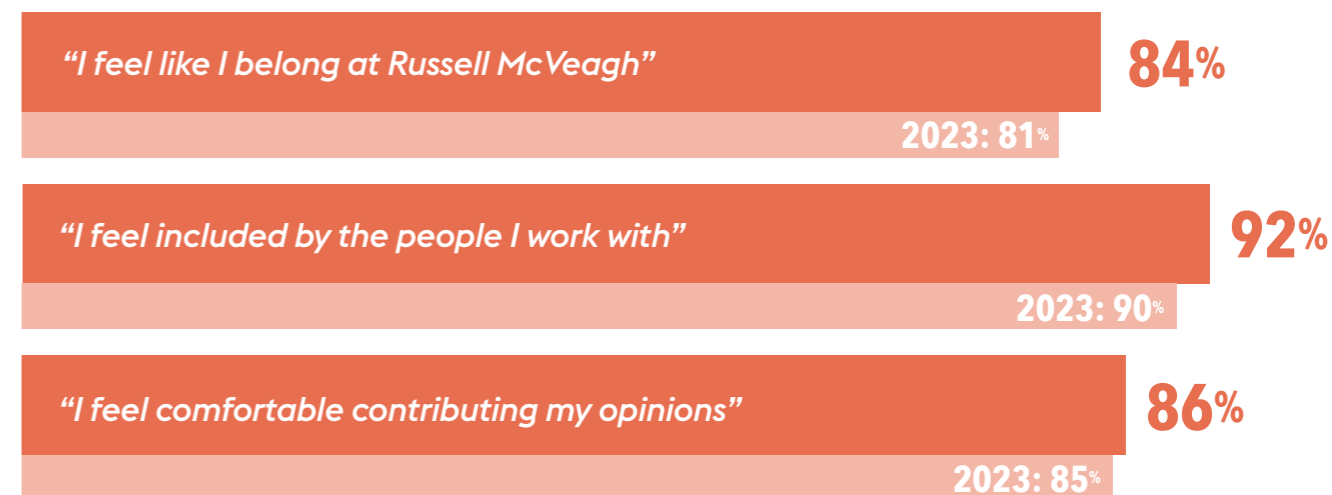 “I feel like I belong at Russell McVeagh”
84%
2023: 81%
“I feel included by the people I work with”
92%
2023: 90%
“I feel comfortable contributing my opinions”
86%
2023: 85%